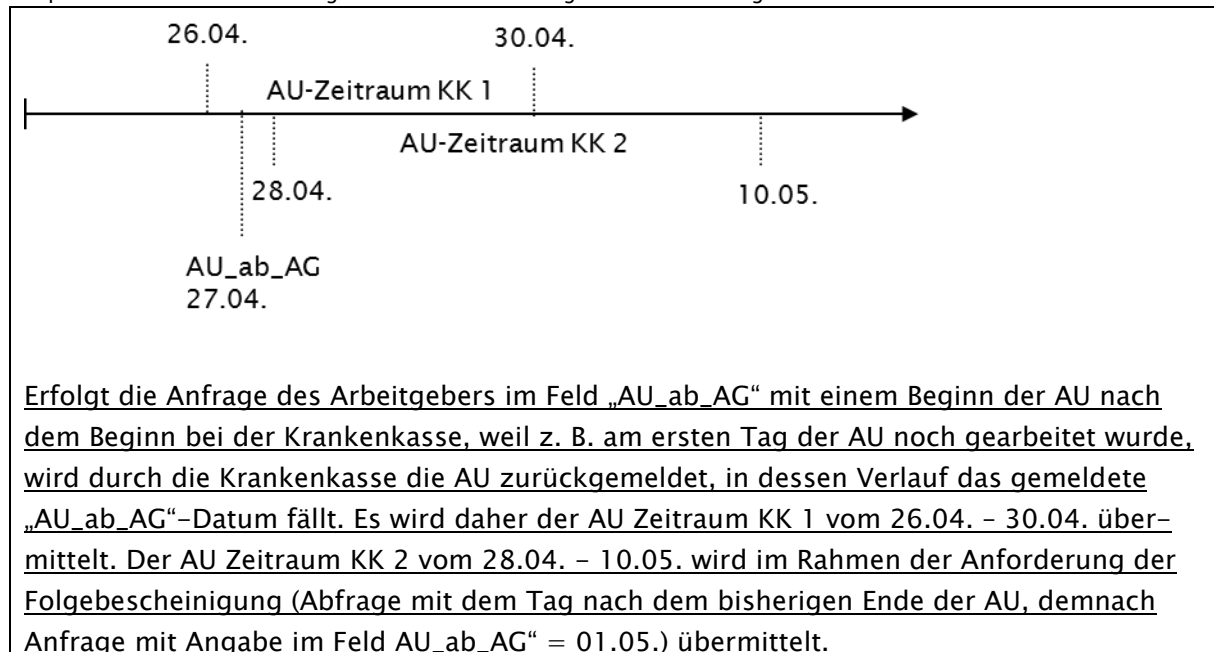 26.04.
30.04.
AU-Zeitraum KK 1
AU-Zeitraum KK 2
28.04.
10.05.
AU_ab_AG
27.04.
Erfolgt die Anfrage des Arbeitgebers im Feld „AU_ab_AG“ mit einem Beginn der AU nach
dem Beginn bei der Krankenkasse, weil z. B. am ersten Tag der AU noch gearbeitet wurde,
wird durch die Krankenkasse die AU zurückgemeldet, in dessen Verlauf das gemeldete
„AU_ab_AG“-Datum fällt. Es wird daher der AU Zeitraum KK 1 vom 26.04. – 30.04. über-
mittelt. Der AU Zeitraum KK 2 vom 28.04. – 10.05. wird im Rahmen der Anforderung der
Folgebescheinigung (Abfrage mit dem Tag nach dem bisherigen Ende der AU, demnach
Anfrage mit Angabe im Feld AU_ab_AG“ = 01.05.) übermittelt.